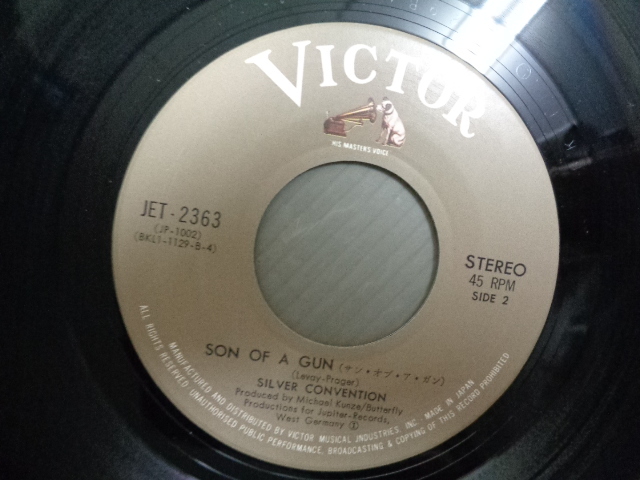 VICTOR
HIS MASTER'S VOICE
JET-2363
(JP-1002)
(BKL1-1129-B-4)
STEREO
45 RPM
SIDE 2
SON OF A GUN (サン・オブ・ア・ガン)
(Levay-Prager)
SILVER CONVENTION
Produced by Michael Kunze/Butterfly
Productions for Jupiter-Records,
West Germany Ⓘ
MANUFACTURED AND DISTRIBUTED BY VICTOR MUSICAL INDUSTRIES, INC. MADE IN JAPAN
ALL RIGHTS RESERVED UNAUTHORISED PUBLIC PERFORMANCE, BROADCASTING & COPYING OF THIS RECORD PROHIBITED